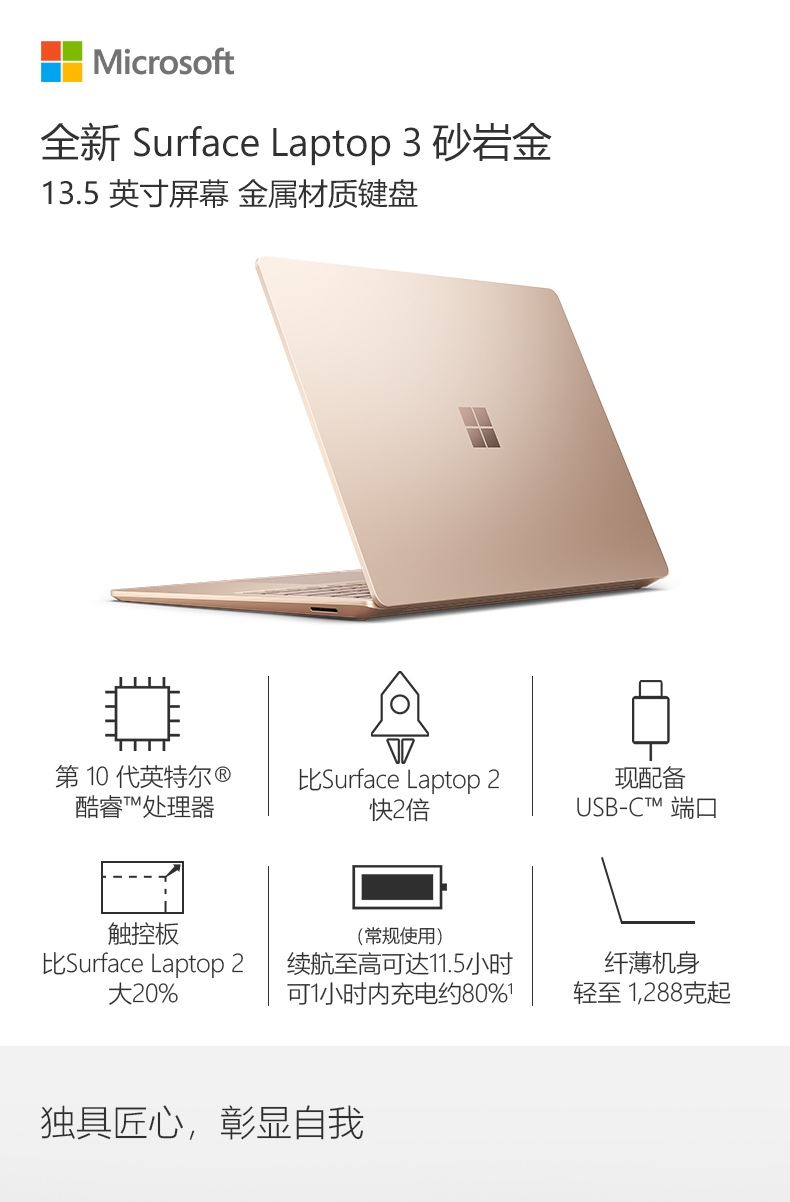 Microsoft
全新 Surface Laptop 3 砂岩金
13.5 英寸屏幕 金属材质键盘
第 10 代英特尔®
酷睿™处理器
比Surface Laptop 2
快2倍
现配备
USB-C™ 端口
触控板
比Surface Laptop 2
大20%
(常规使用)
续航至高可达11.5小时
可1小时内充电约80%¹
纤薄机身
轻至 1,288克起
独具匠心，彰显自我